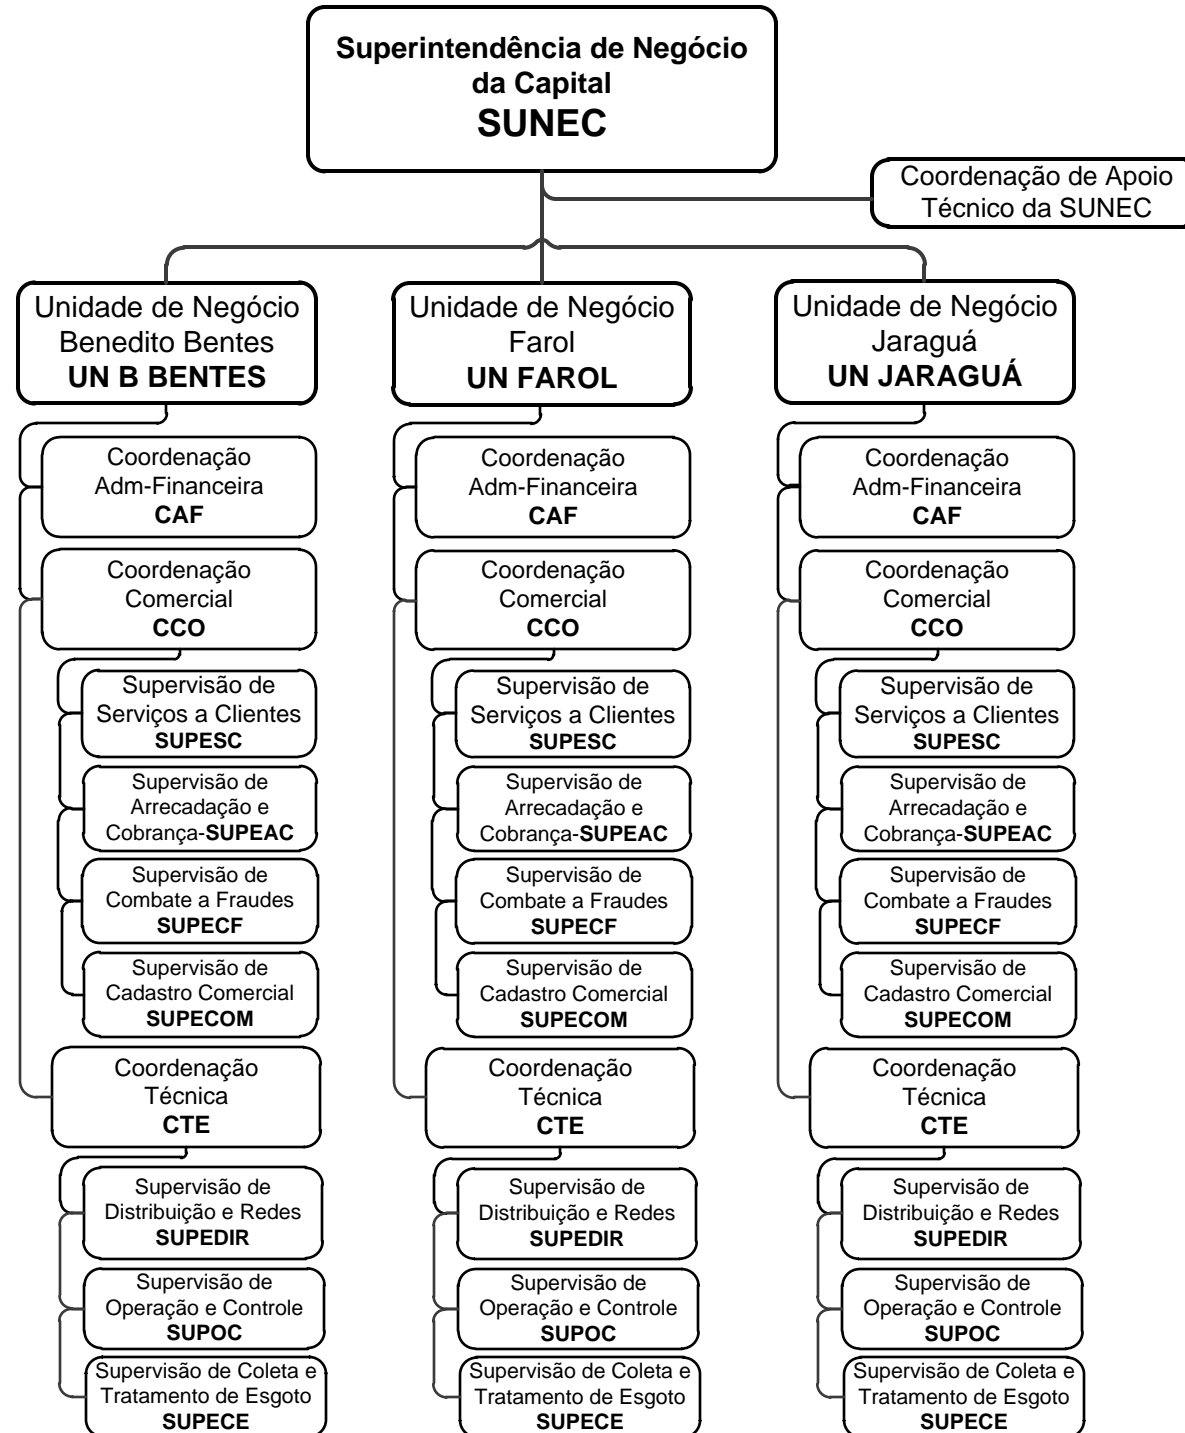 Superintendência de Negócio
da Capital
SUNEC
Coordenação de Apoio
Técnico da SUNEC
Unidade de Negócio
Benedito Bentes
UN B BENTES
Coordenação
Adm-Financeira
CAF
Coordenação
Comercial
CCO
Supervisão de
Serviços a Clientes
SUPESC
Supervisão de
Arrecadação e
Cobrança-SUPEAC
Supervisão de
Combate a Fraudes
SUPECF
Supervisão de
Cadastro Comercial
SUPECOM
Coordenação
Técnica
CTE
Supervisão de
Distribuição e Redes
SUPEDIR
Supervisão de
Operação e Controle
SUPOC
Supervisão de Coleta e
Tratamento de Esgoto
SUPECE
Unidade de Negócio
Farol
UN FAROL
Coordenação
Adm-Financeira
CAF
Coordenação
Comercial
CCO
Supervisão de
Serviços a Clientes
SUPESC
Supervisão de
Arrecadação e
Cobrança-SUPEAC
Supervisão de
Combate a Fraudes
SUPECF
Supervisão de
Cadastro Comercial
SUPECOM
Coordenação
Técnica
CTE
Supervisão de
Distribuição e Redes
SUPEDIR
Supervisão de
Operação e Controle
SUPOC
Supervisão de Coleta e
Tratamento de Esgoto
SUPECE
Unidade de Negócio
Jaraguá
UN JARAGUÁ
Coordenação
Adm-Financeira
CAF
Coordenação
Comercial
CCO
Supervisão de
Serviços a Clientes
SUPESC
Supervisão de
Arrecadação e
Cobrança-SUPEAC
Supervisão de
Combate a Fraudes
SUPECF
Supervisão de
Cadastro Comercial
SUPECOM
Coordenação
Técnica
CTE
Supervisão de
Distribuição e Redes
SUPEDIR
Supervisão de
Operação e Controle
SUPOC
Supervisão de Coleta e
Tratamento de Esgoto
SUPECE